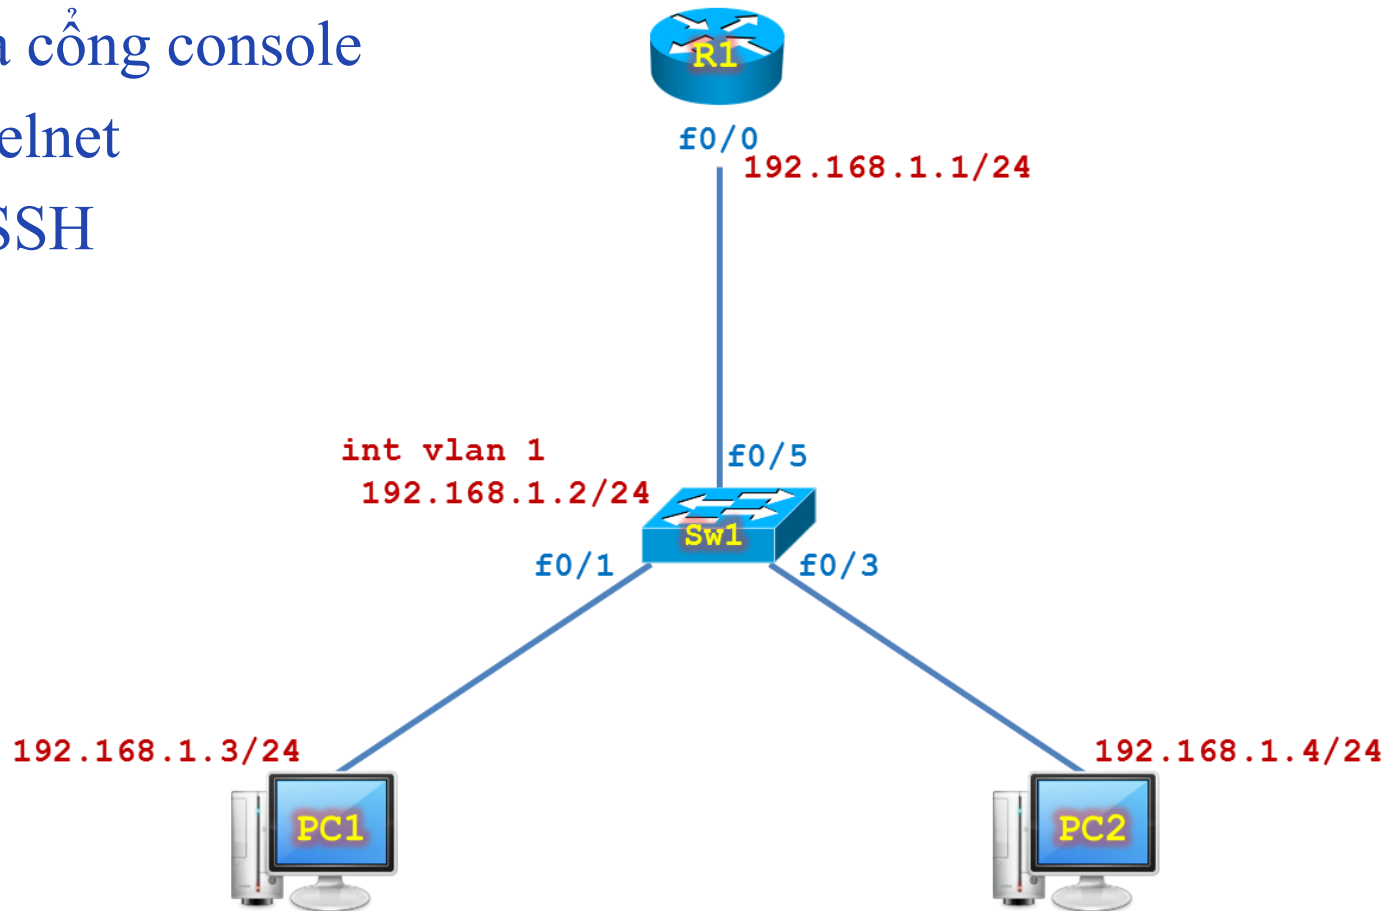 cổng console
elnet
SSH
R1
f0/0
192.168.1.1/24
int vlan 1
192.168.1.2/24
f0/5
Sw1
f0/1
f0/3
192.168.1.3/24
192.168.1.4/24
PC1
PC2